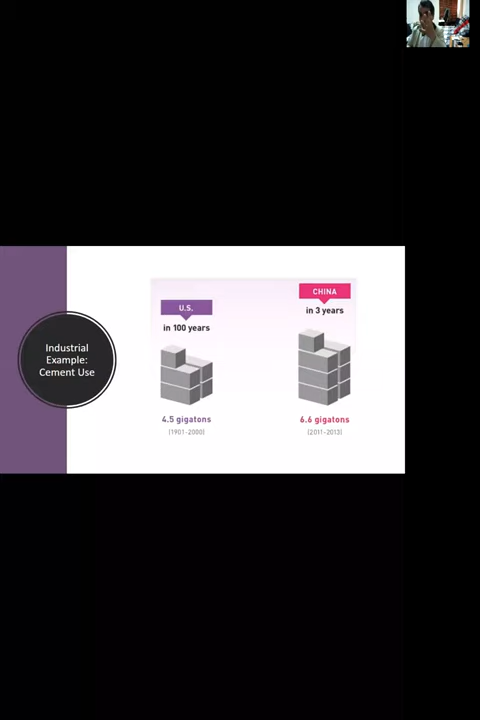 Industrial
Example:
Cement Use
U.S.
in 100 years
4.5 gigatons
(1901-2000)
CHINA
in 3 years
6.6 gigatons
(2011-2013)